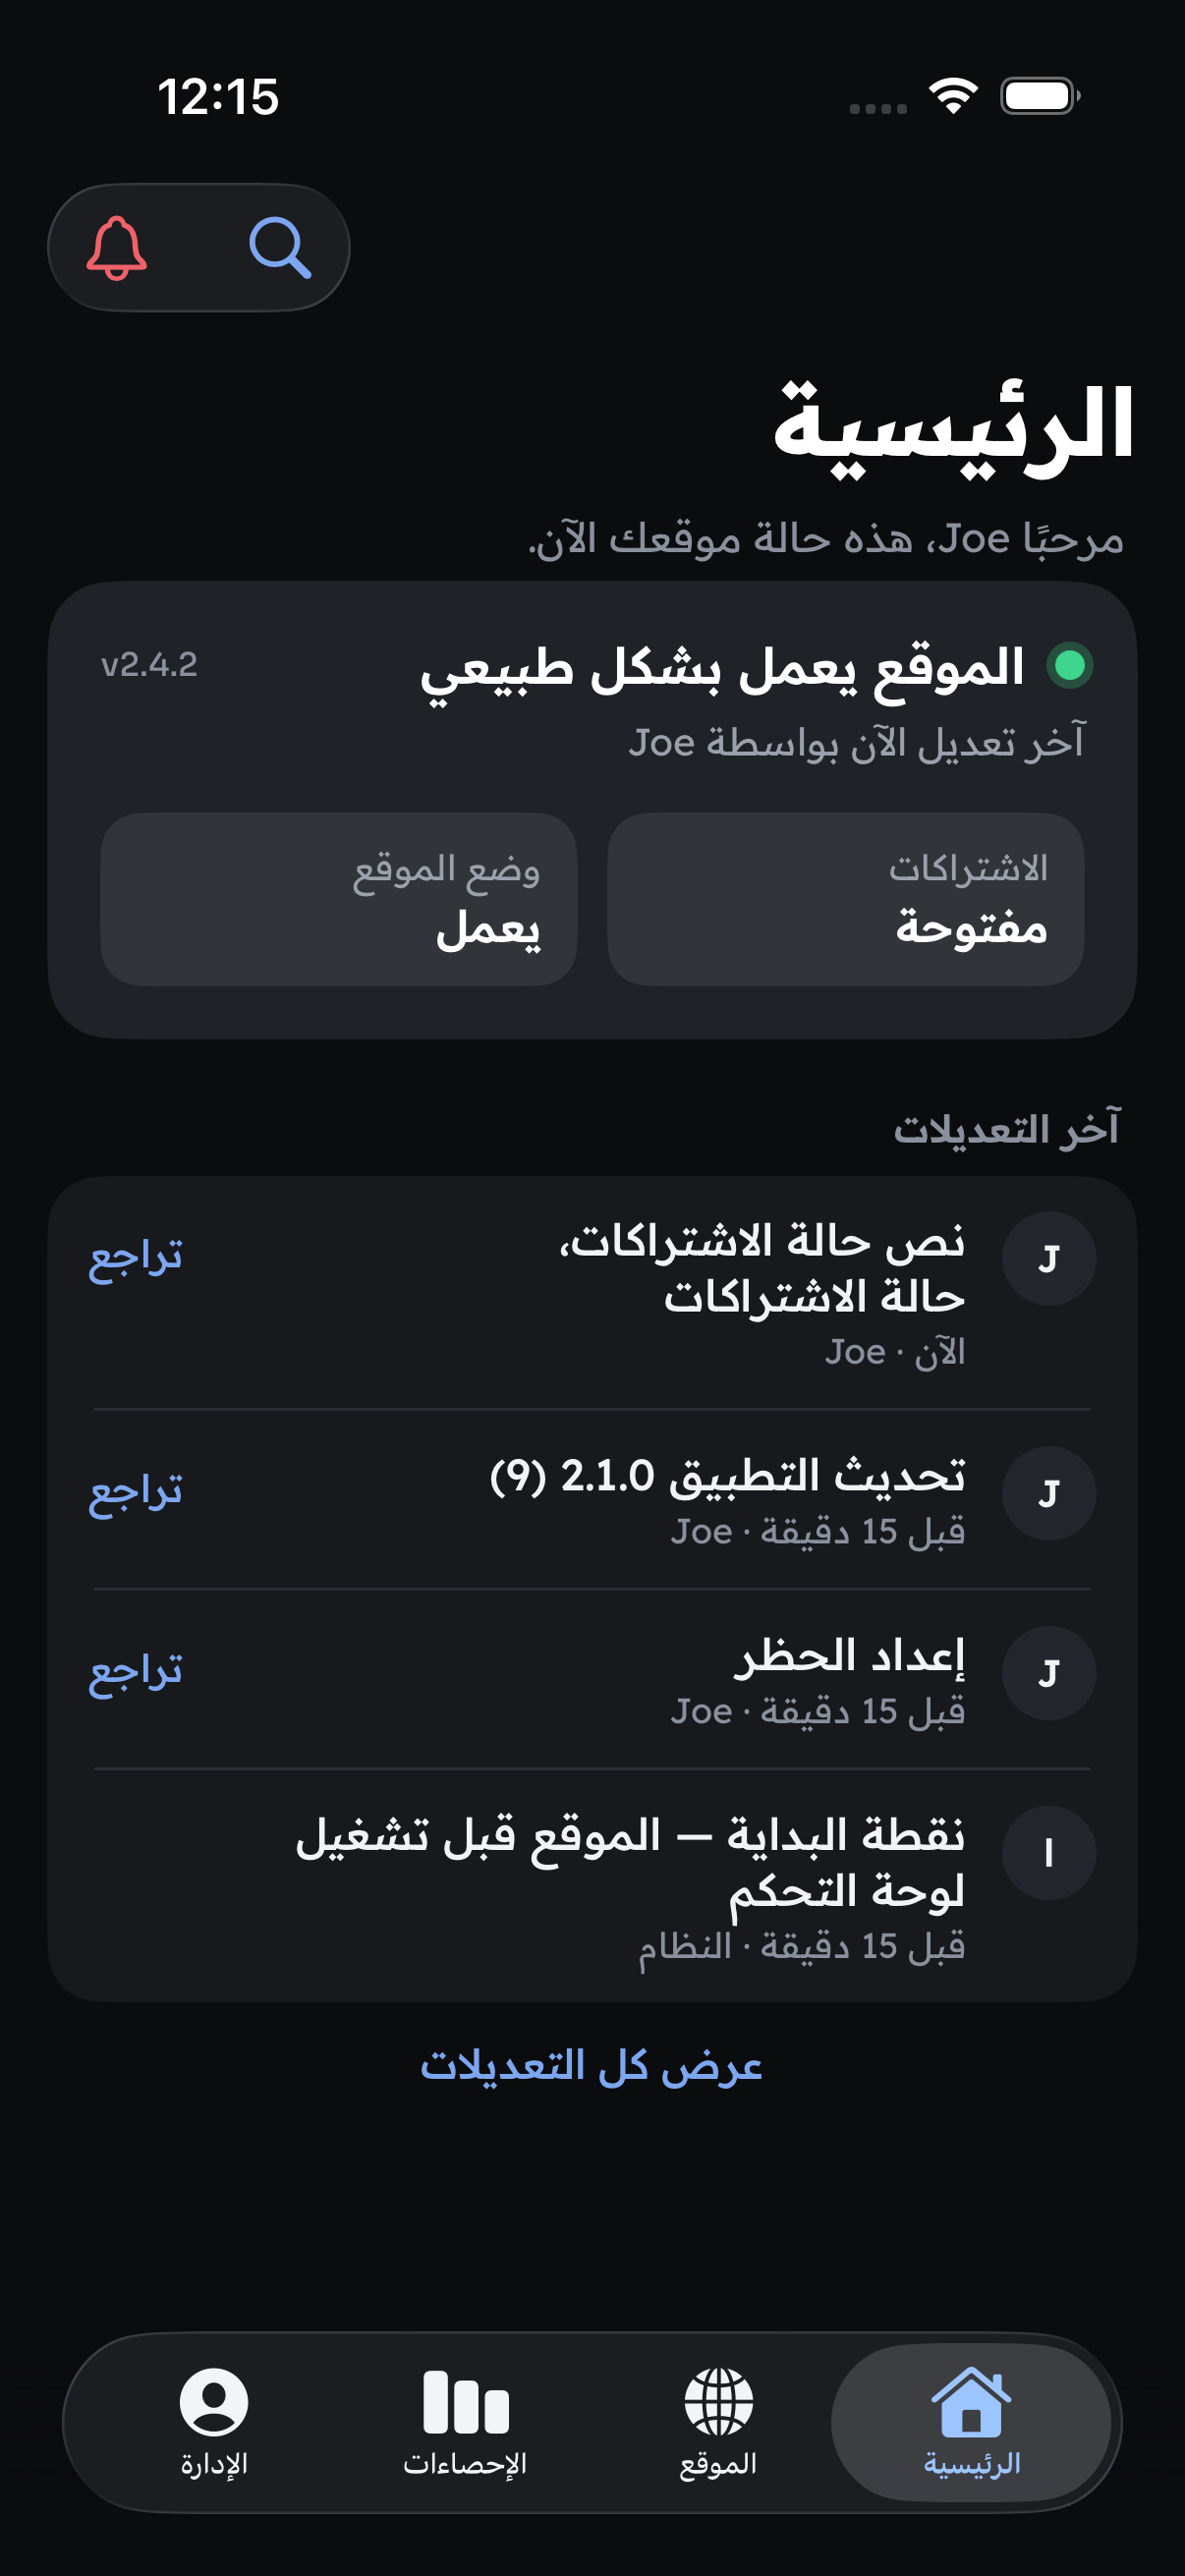 12:15
الرئيسية
مرحبًا Joe، هذه حالة موقعك الآن.
الموقع يعمل بشكل طبيعي
v2.4.2
آخر تعديل الآن بواسطة Joe
الاشتراكات
مفتوحة
وضع الموقع
يعمل
آخر التعديلات
J
نص حالة الاشتراكات،
حالة الاشتراكات
الآن · Joe
تراجع
J
تحديث التطبيق 2.1.0 (9)
قبل 15 دقيقة · Joe
تراجع
J
إعداد الحظر
قبل 15 دقيقة · Joe
تراجع
ا
نقطة البداية — الموقع قبل تشغيل
لوحة التحكم
قبل 15 دقيقة · النظام
عرض كل التعديلات
الرئيسية
الموقع
الإحصاءات
الإدارة